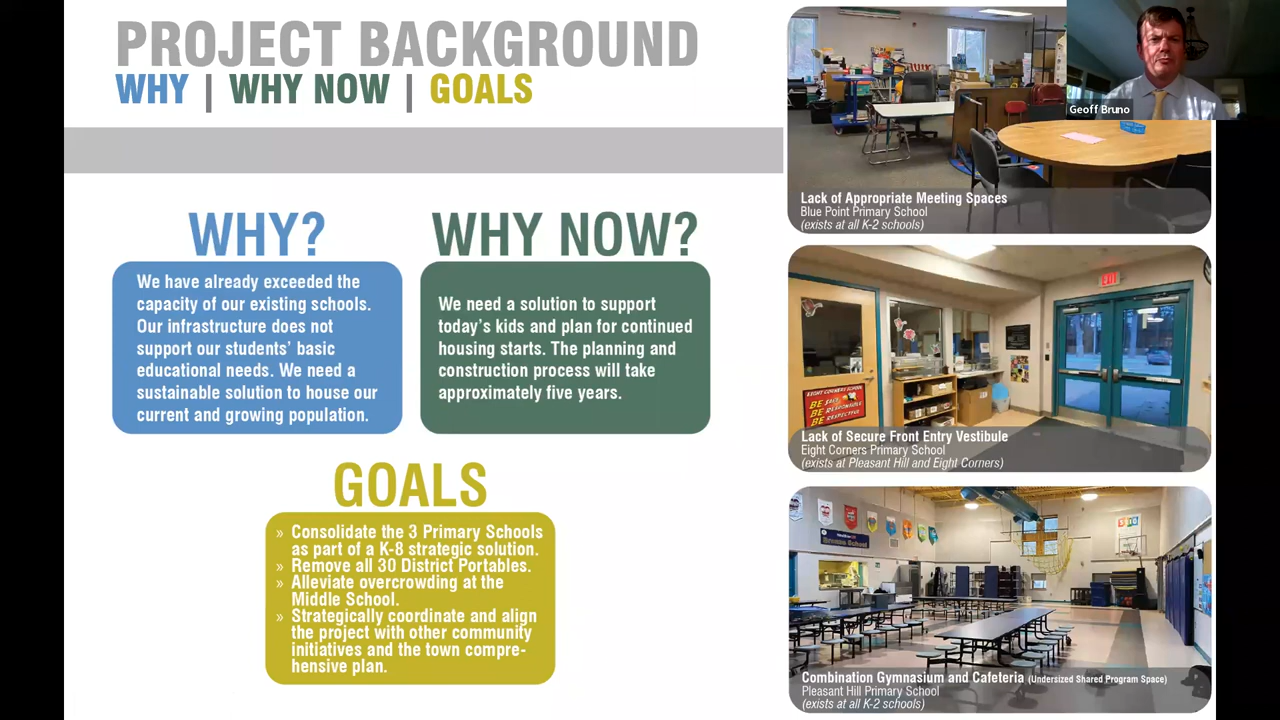 PROJECT BACKGROUND
WHY | WHY NOW | GOALS
WHY?
We have already exceeded the
capacity of our existing schools.
Our infrastructure does not
support our students' basic
educational needs. We need a
sustainable solution to house our
current and growing population.
WHY NOW?
We need a solution to support
today's kids and plan for continued
housing starts. The planning and
construction process will take
approximately five years.
GOALS
» Consolidate the 3 Primary Schools
as part of a K-8 strategic solution.
» Remove all 30 District Portables.
» Alleviate overcrowding at the
Middle School.
» Strategically coordinate and align
the project with other community
initiatives and the town compre-
hensive plan.
Geoff Bruno
Lack of Appropriate Meeting Spaces
Blue Point Primary School
(exists at all K-2 schools)
EXIT
EIGHT CORNERS SCHOOL
BE SAFE
BE RESPONSIBLE
BE RESPECTFUL
Lack of Secure Front Entry Vestibule
Eight Corners Primary School
(exists at Pleasant Hill and Eight Corners)
5210
Combination Gymnasium and Cafeteria (Undersized Shared Program Space)
Pleasant Hill Primary School
(exists at all K-2 schools)